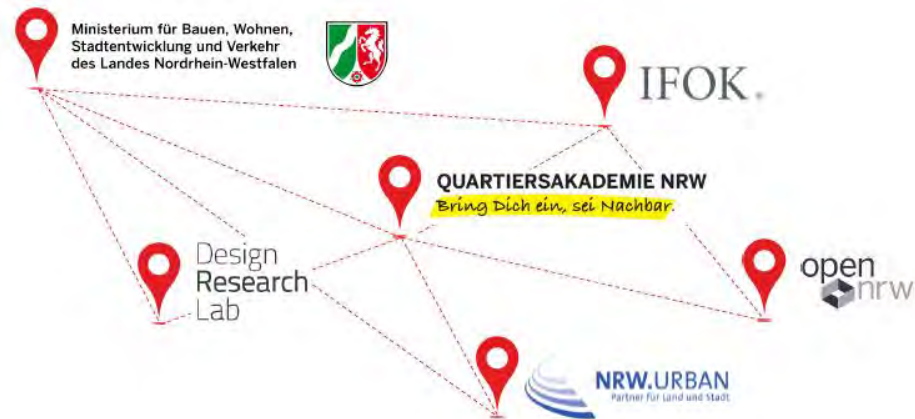 Ministerium für Bauen, Wohnen,
Stadtentwicklung und Verkehr
des Landes Nordrhein-Westfalen
IFOK.
QUARTIERSAKADEMIE NRW
Bring Dich ein, sei Nachbar.
Design
Research
Lab
open
nrw
NRW.URBAN
Partner für Land und Stadt